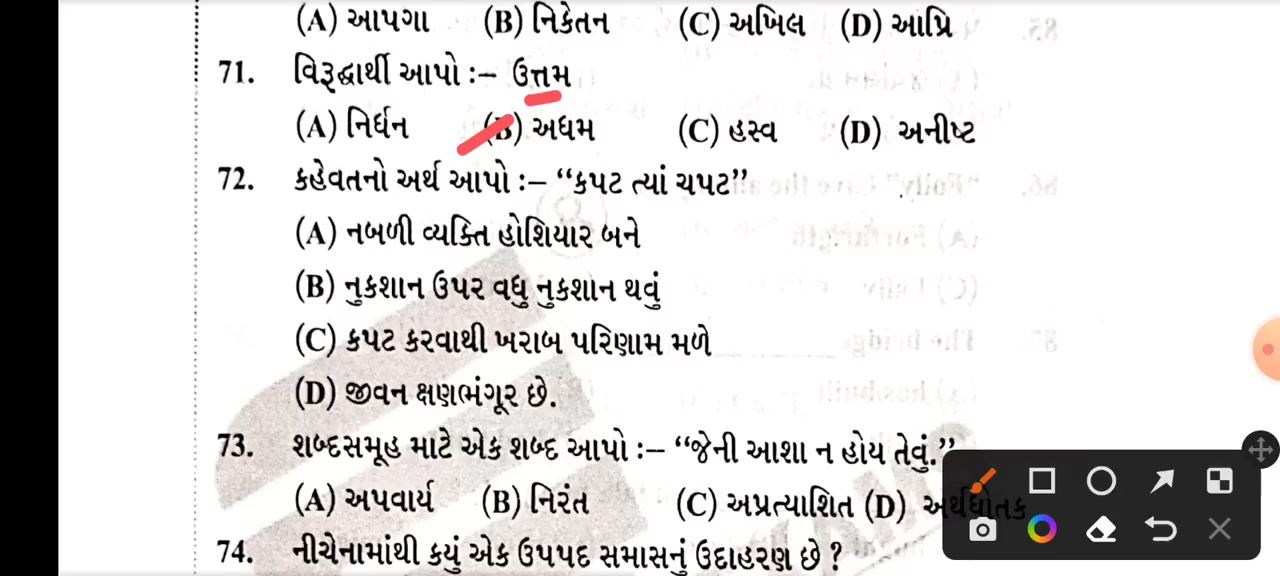 (A) આપગા (B) નિકેતન (C) અખિલ (D) આપ્રિ
71. વિરૂદ્ધાર્થી આપો :– ઉત્તમ
(A) નિર્ધન (B) અધમ (C) હસ્વ (D) અનીષ્ટ
72. કહેવતનો અર્થ આપો :– “કપટ ત્યાં ચપટ”
(A) નબળી વ્યક્તિ હોશિયાર બને
(B) નુકશાન ઉપર વધુ નુકશાન થવું
(C) કપટ કરવાથી ખરાબ પરિણામ મળે
(D) જીવન ક્ષણભંગૂર છે.
73. શબ્દસમૂહ માટે એક શબ્દ આપો :– “જેની આશા ન હોય તેવું.”
(A) અપવાર્ય (B) નિરંત (C) અપ્રત્યાશિત (D) અર્થઘોતક
74. નીચેનામાંથી કયું એક ઉપપદ સમાસનું ઉદાહરણ છે ?